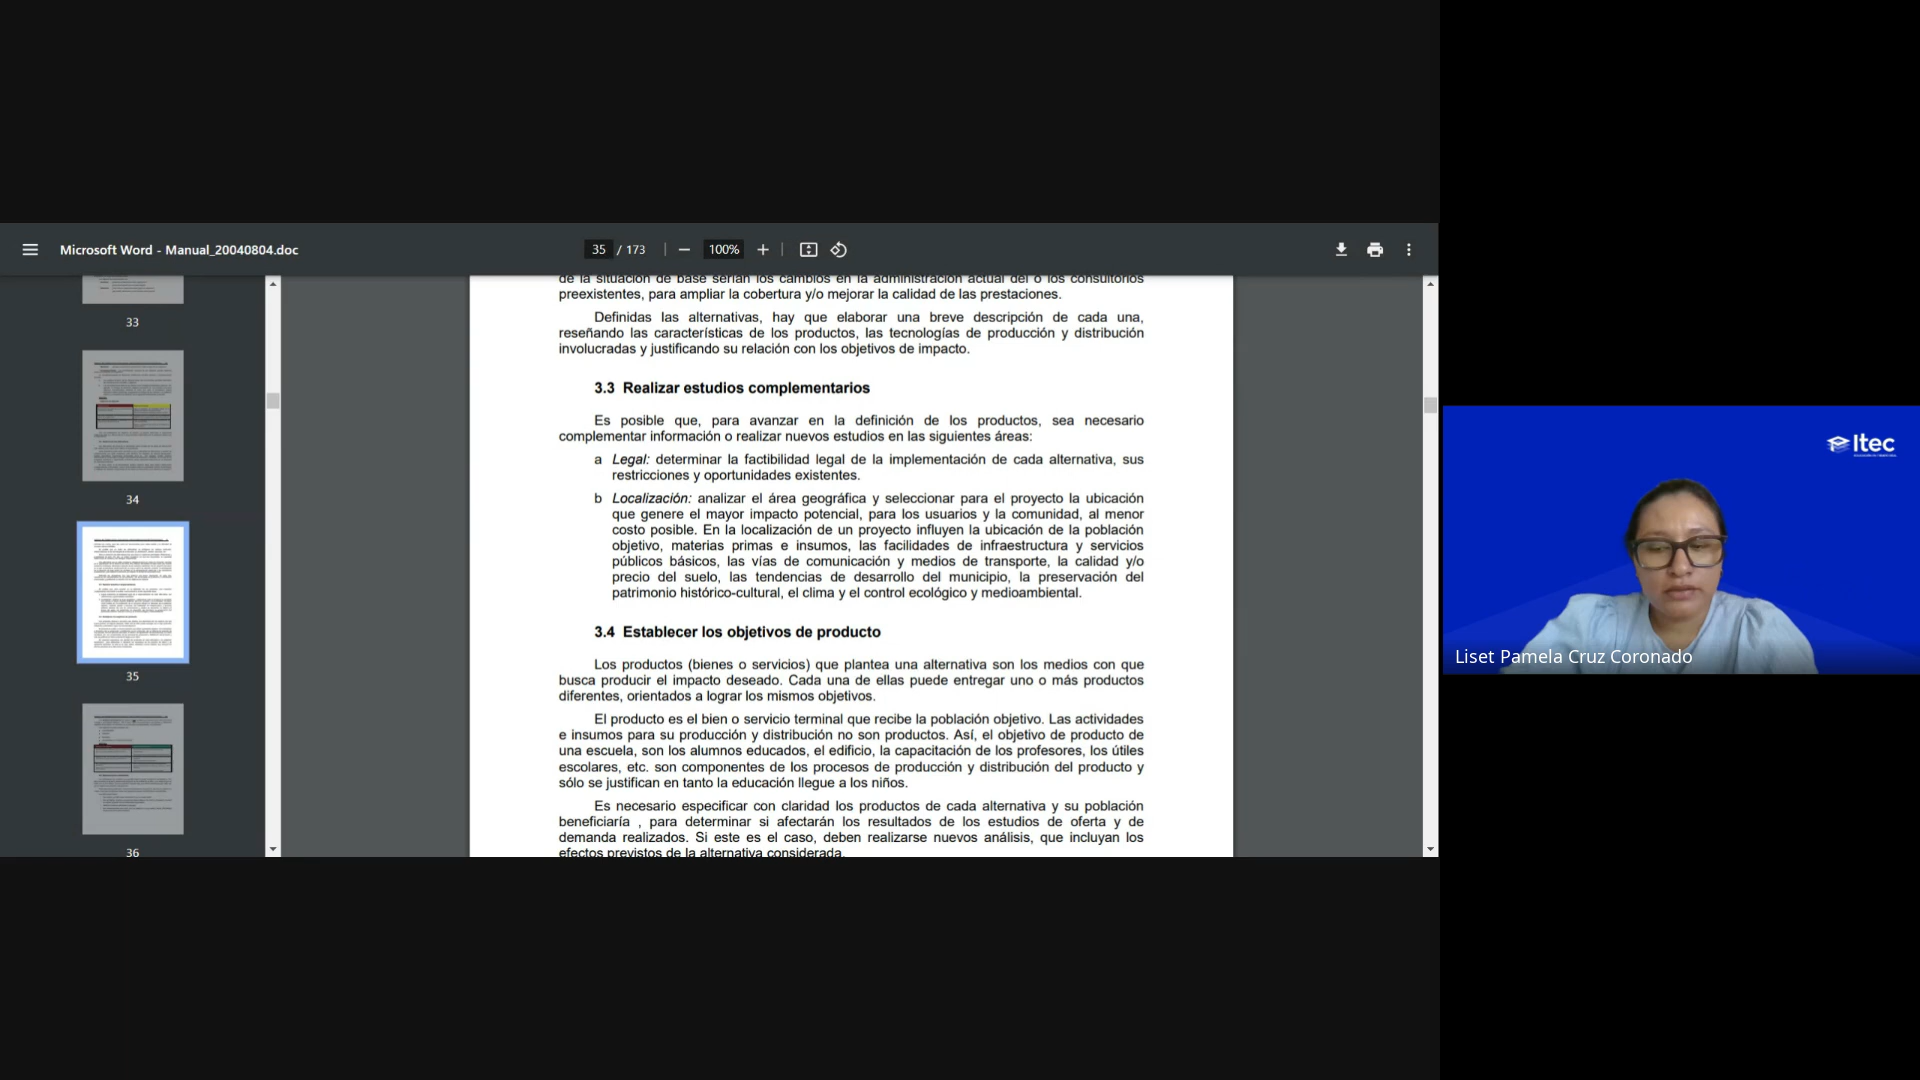 Microsoft Word - Manual_20040804.doc
35 / 173
100%
33
34
35
36
de la situación de base serían los cambios en la administración actual del o los consultorios
preexistentes, para ampliar la cobertura y/o mejorar la calidad de las prestaciones.
Definidas las alternativas, hay que elaborar una breve descripción de cada una,
reseñando las características de los productos, las tecnologías de producción y distribución
involucradas y justificando su relación con los objetivos de impacto.
3.3 Realizar estudios complementarios
Es posible que, para avanzar en la definición de los productos, sea necesario
complementar información o realizar nuevos estudios en las siguientes áreas:
a Legal: determinar la factibilidad legal de la implementación de cada alternativa, sus
restricciones y oportunidades existentes.
b Localización: analizar el área geográfica y seleccionar para el proyecto la ubicación
que genere el mayor impacto potencial, para los usuarios y la comunidad, al menor
costo posible. En la localización de un proyecto influyen la ubicación de la población
objetivo, materias primas e insumos, las facilidades de infraestructura y servicios
públicos básicos, las vías de comunicación y medios de transporte, la calidad y/o
precio del suelo, las tendencias de desarrollo del municipio, la preservación del
patrimonio histórico-cultural, el clima y el control ecológico y medioambiental.
3.4 Establecer los objetivos de producto
Los productos (bienes o servicios) que plantea una alternativa son los medios con que
busca producir el impacto deseado. Cada una de ellas puede entregar uno o más productos
diferentes, orientados a lograr los mismos objetivos.
El producto es el bien o servicio terminal que recibe la población objetivo. Las actividades
e insumos para su producción y distribución no son productos. Así, el objetivo de producto de
una escuela, son los alumnos educados, el edificio, la capacitación de los profesores, los útiles
escolares, etc. son componentes de los procesos de producción y distribución del producto y
sólo se justifican en tanto la educación llegue a los niños.
Es necesario especificar con claridad los productos de cada alternativa y su población
beneficiaría , para determinar si afectarán los resultados de los estudios de oferta y de
demanda realizados. Si este es el caso, deben realizarse nuevos análisis, que incluyan los
efectos previstos de la alternativa considerada.
Itec
Liset Pamela Cruz Coronado